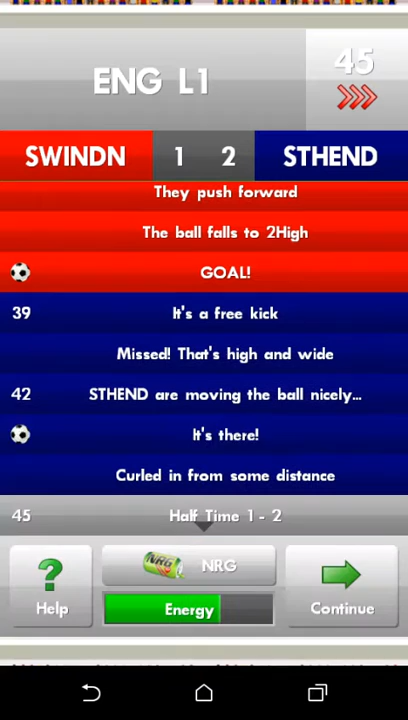 ENG L1
45
SWINDN 1 2 STHEND
They push forward
The ball falls to 2High
GOAL!
39 It's a free kick
Missed! That's high and wide
42 STHEND are moving the ball nicely...
It's there!
Curled in from some distance
45 Half Time 1 - 2
NRG NRG
Help Energy Continue